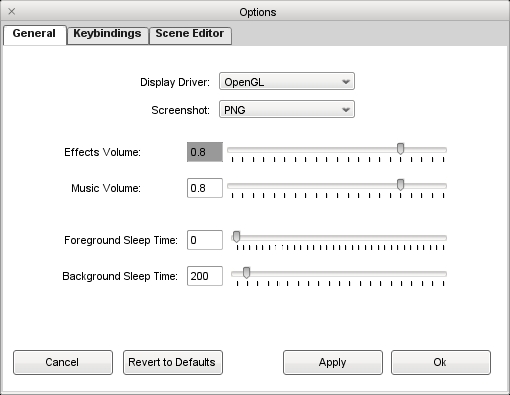 Options
General Keybindings Scene Editor
Display Driver: OpenGL
Screenshot: PNG
Effects Volume: 0.8
Music Volume: 0.8
Foreground Sleep Time: 0
Background Sleep Time: 200
Cancel Revert to Defaults Apply Ok